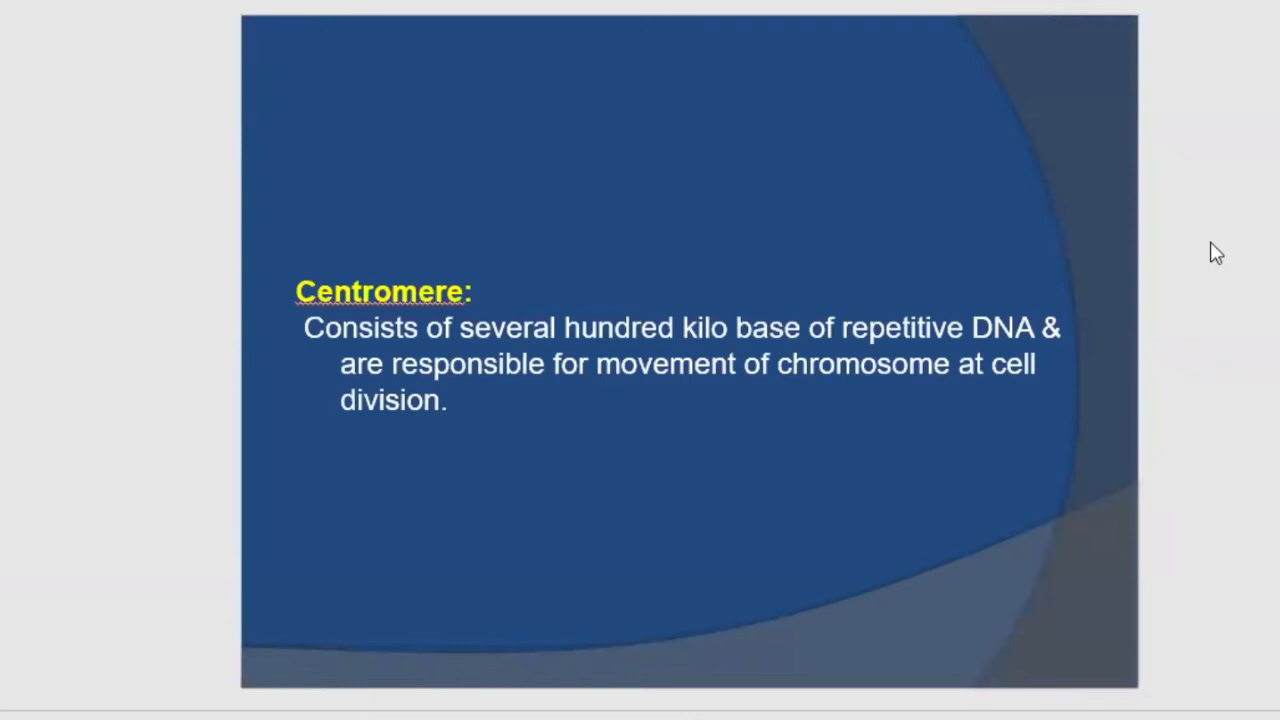 Centromere:
Consists of several hundred kilo base of repetitive DNA &
are responsible for movement of chromosome at cell
division.